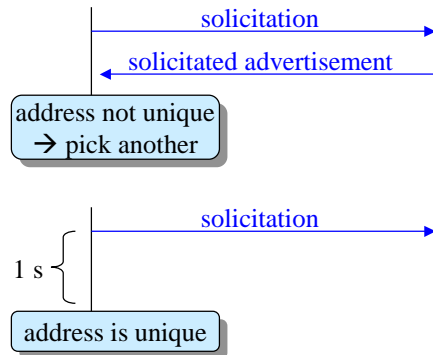 solicitation
solicitated advertisement
address not unique
→ pick another
solicitation
1 s
address is unique